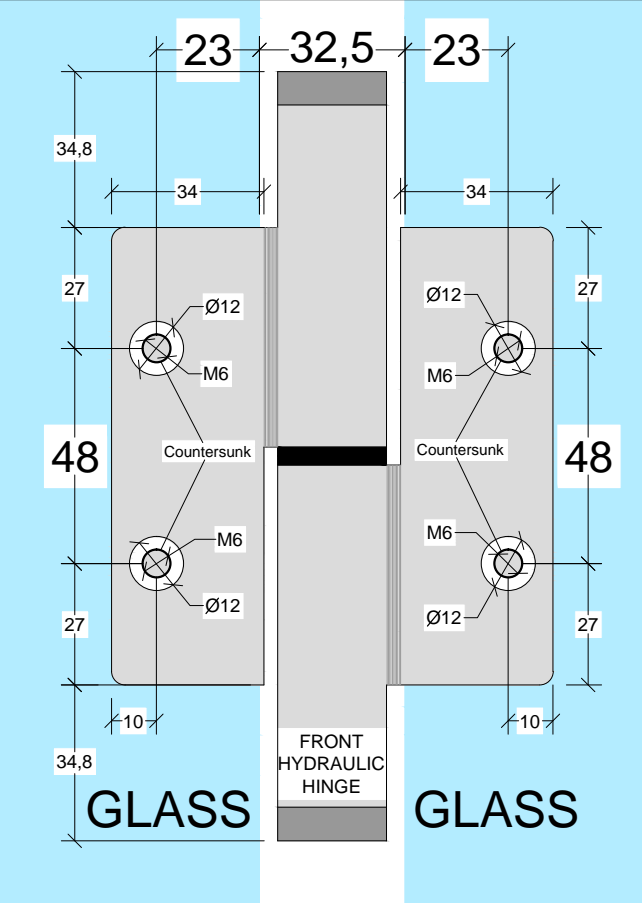 23 32,5 23
34,8
34 34
27 27
Ø12 Ø12
M6 M6
48 Countersunk Countersunk 48
M6 M6
Ø12 Ø12
27 27
10 10
34,8
FRONT
HYDRAULIC
HINGE
GLASS GLASS